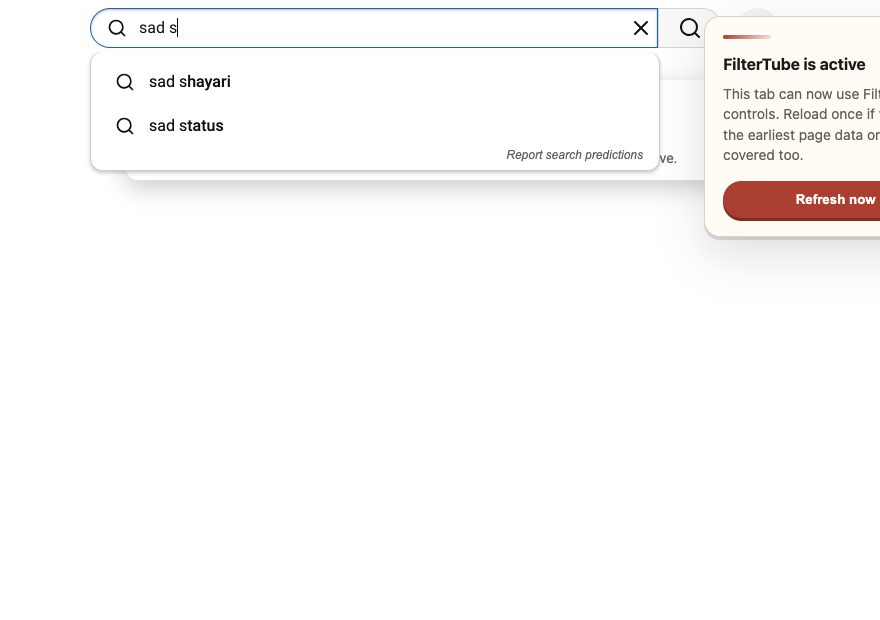 sad s
sad shayari
sad status
Report search predictions
ve.
FilterTube is active
This tab can now use Filt
controls. Reload once if
the earliest page data or
covered too.
Refresh now